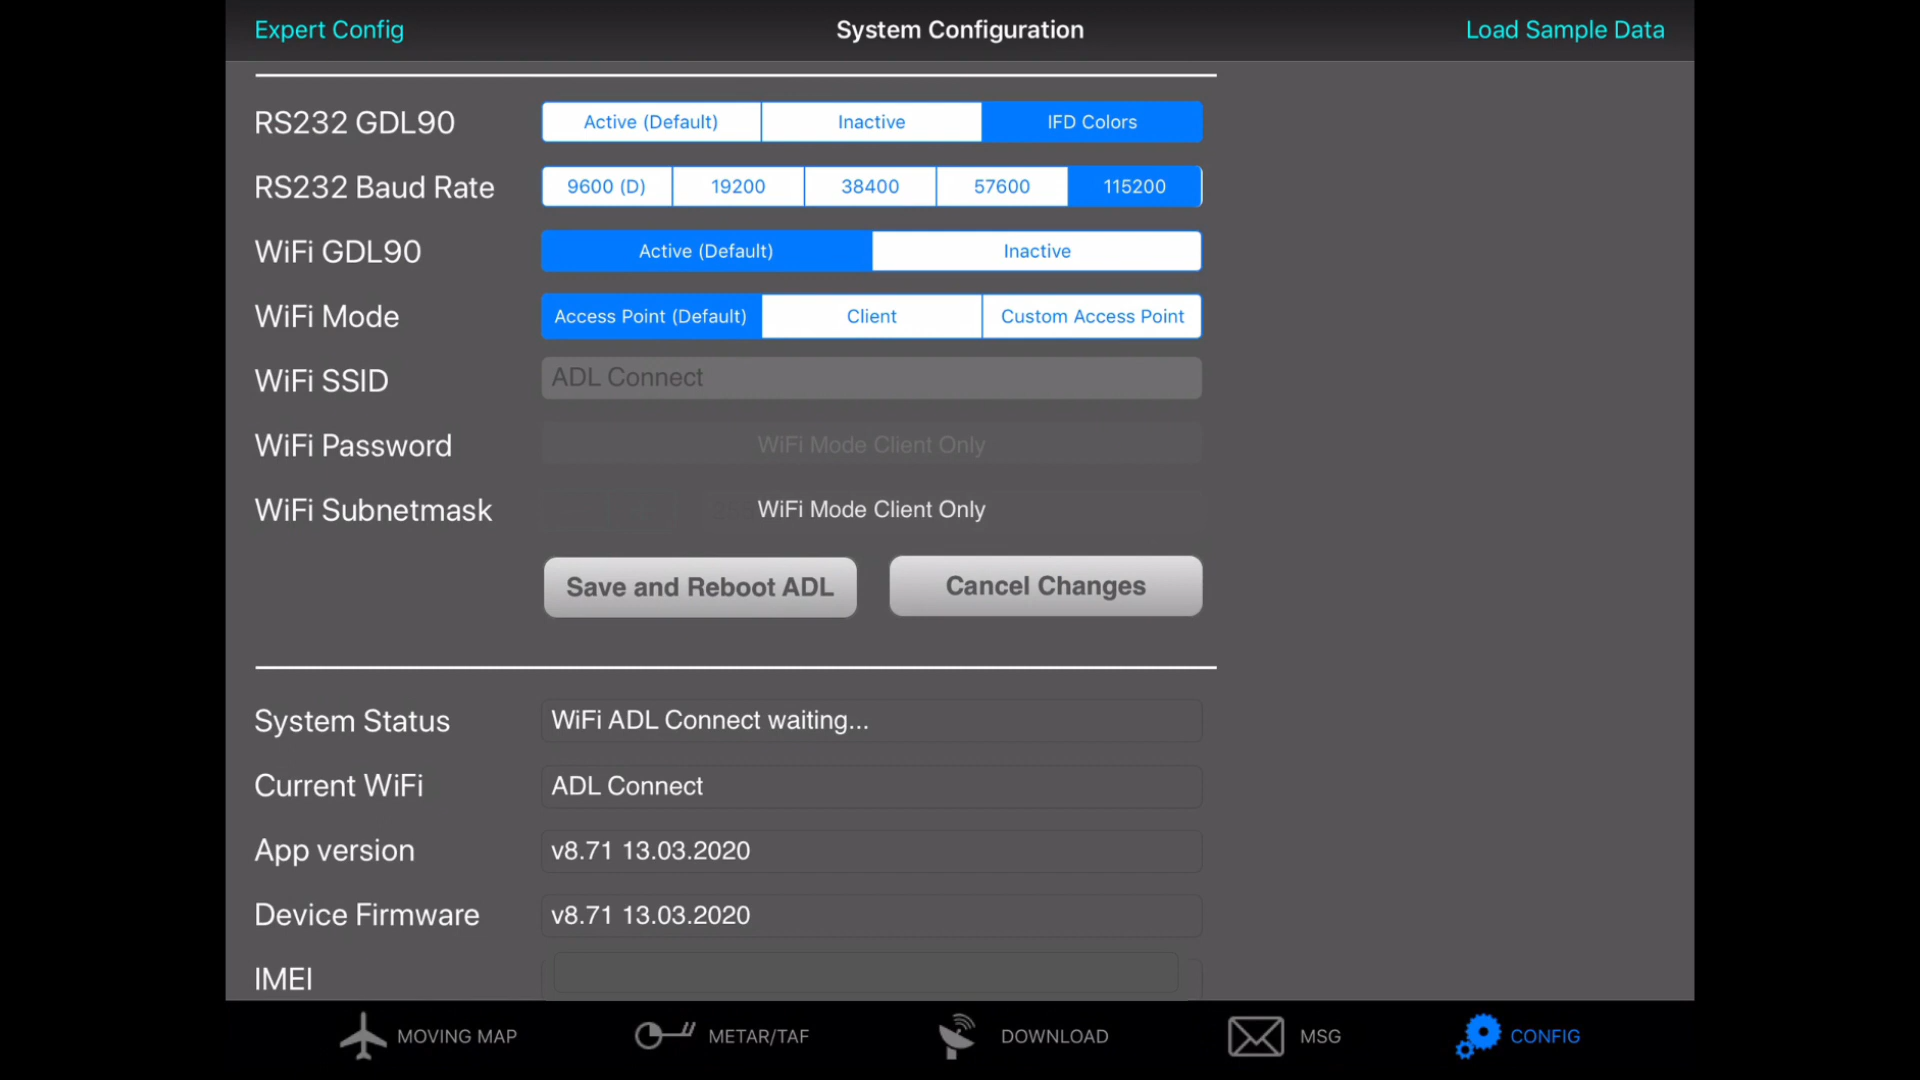 Expert Config System Configuration Load Sample Data
RS232 GDL90 Active (Default) Inactive IFD Colors
RS232 Baud Rate 9600 (D) 19200 38400 57600 115200
WiFi GDL90 Active (Default) Inactive
WiFi Mode Access Point (Default) Client Custom Access Point
WiFi SSID ADL Connect
WiFi Password WiFi Mode Client Only
WiFi Subnetmask WiFi Mode Client Only
Save and Reboot ADL Cancel Changes
System Status WiFi ADL Connect waiting...
Current WiFi ADL Connect
App version v8.71 13.03.2020
Device Firmware v8.71 13.03.2020
IMEI
MOVING MAP METAR/TAF DOWNLOAD MSG CONFIG